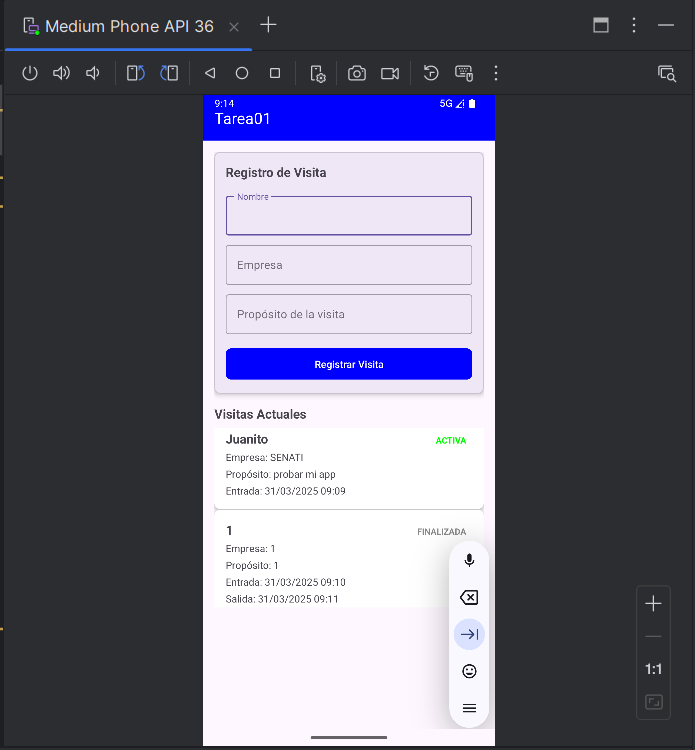 Medium Phone API 36
9:14
5G
Tarea01
Registro de Visita
Nombre
Empresa
Propósito de la visita
Registrar Visita
Visitas Actuales
Juanito
ACTIVA
Empresa: SENATI
Propósito: probar mi app
Entrada: 31/03/2025 09:09
1
FINALIZADA
Empresa: 1
Propósito: 1
Entrada: 31/03/2025 09:10
Salida: 31/03/2025 09:11
1:1